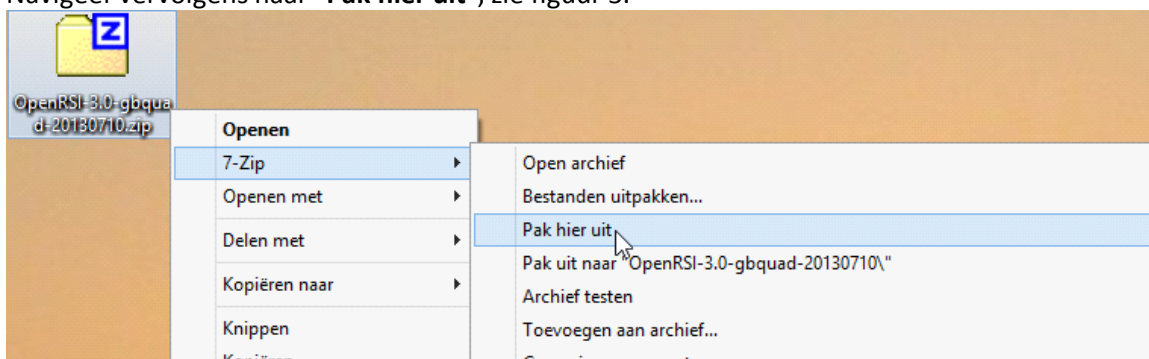 Navigeer vervolgens naar "Pak hier uit", zie figuur 3.
Z
OpenRSI-3.0-gbqua
d-20130710.zip
Openen
7-Zip
Openen met
Delen met
Kopiëren naar
Knippen
Kopiëren
Open archief
Bestanden uitpakken...
Pak hier uit
Pak uit naar "OpenRSI-3.0-gbquad-20130710\"
Archief testen
Toevoegen aan archief...